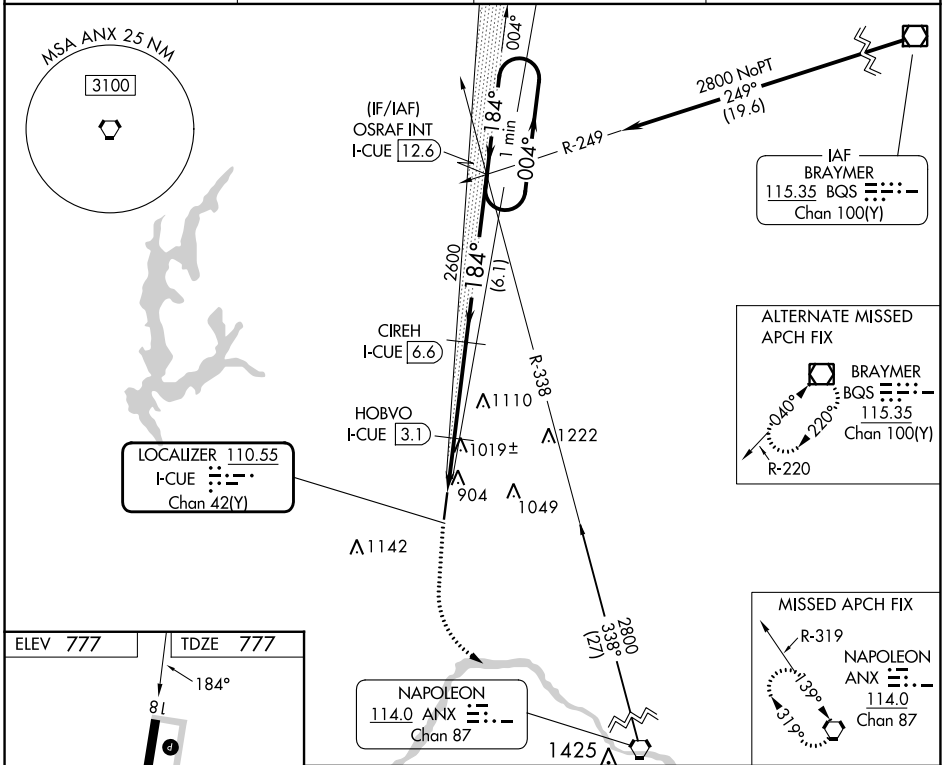 MSA ANX 25 NM
3100
004°
184°
1 min
004°
2800 NoPT
249°
(19.6)
R-249
(IF/IAF)
OSRAF INT
I-CUE 12.6
IAF
BRAYMER
115.35 BQS
Chan 100(Y)
2600
184°
(6.1)
CIREH
I-CUE 6.6
R-338
HOBVO
I-CUE 3.1
1110
1019±
1222
904
1049
1142
LOCALIZER 110.55
I-CUE
Chan 42(Y)
ALTERNATE MISSED
APCH FIX
BRAYMER
BQS
115.35
Chan 100(Y)
040°
220°
R-220
2800
338°
(27)
NAPOLEON
114.0 ANX
Chan 87
1425
MISSED APCH FIX
R-319
NAPOLEON
ANX
114.0
Chan 87
139°
319°
ELEV 777
TDZE 777
184°
18
P